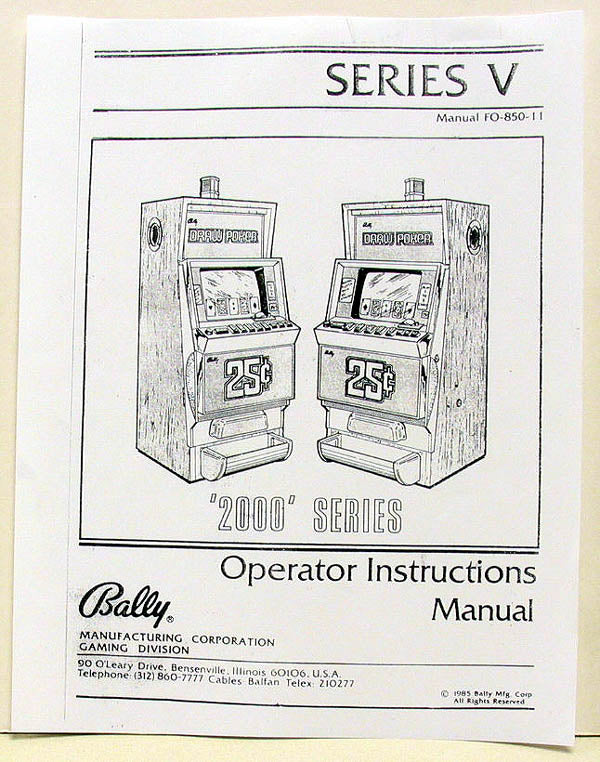 SERIES V
Manual FO-850-11
Bally
DRAW POKER
Bally
DRAW POKER
Bally
25¢
Bally
25¢
'2000' SERIES
Operator Instructions
Manual
Bally®
MANUFACTURING CORPORATION
GAMING DIVISION
90 O'Leary Drive, Bensenville, Illinois 60106, U.S.A.
Telephone: (312) 860-7777 Cables Balfan Telex: 210277
© 1985 Bally Mfg. Corp
All Rights Reserved